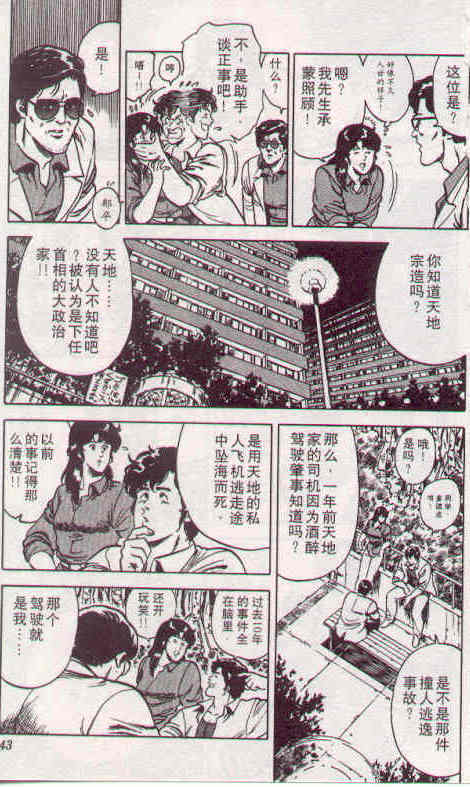 这位是?
好像不久
人世的样子!
嗯?
我先生承
蒙照顾!
什么?
不,是助手,
谈正事吧!
哼
唔!!
是!
你知道天地
宗造吗?
天地……
没有人不知道吧
?被认为是下任
首相的大政治
家!!
哦!
是吗?
那么,一年前天地
家的司机因为酒醉
驾驶肇事知道吗?
是不是那件
撞人逃逸
事故?
是用天地的私
人飞机逃走途
中坠海而死.
以前
的事记得那
么清楚!!
过去10年
的事件全
在脑里
还开
玩笑!!
那个
驾驶就
是我……
43